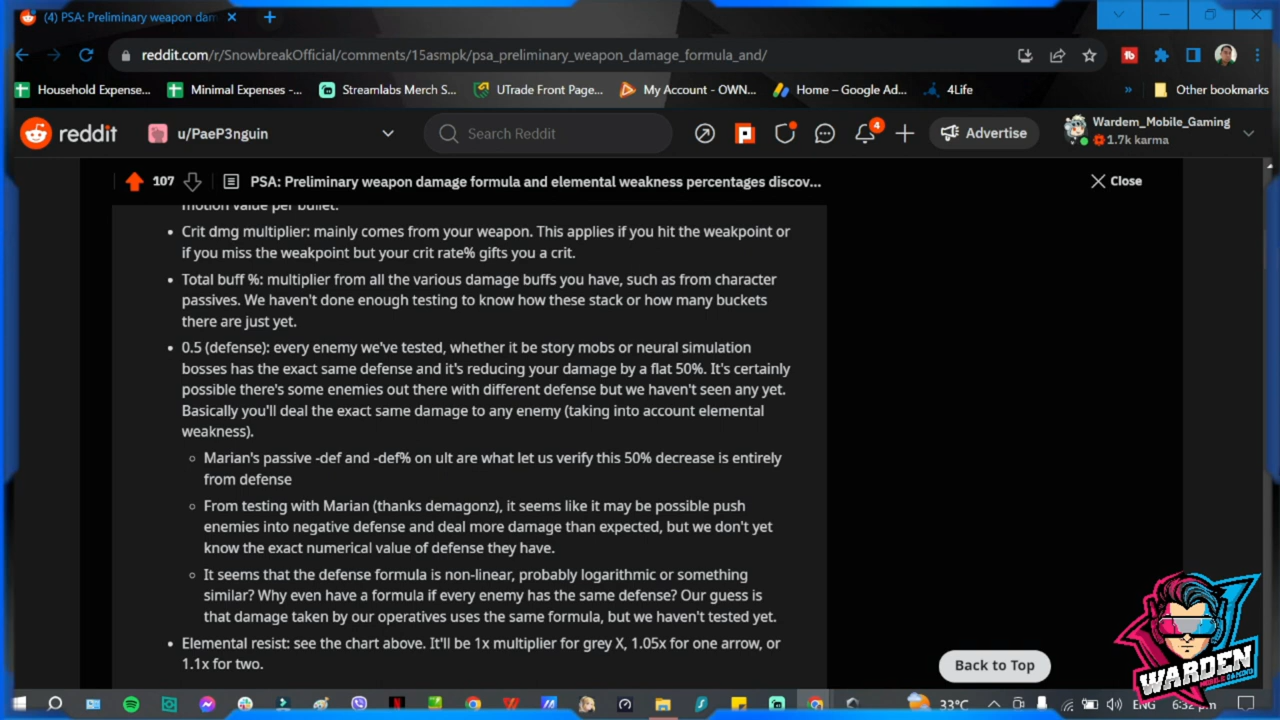 (4) PSA: Preliminary weapon dam
reddit.com/r/SnowbreakOfficial/comments/15asmpk/psa_preliminary_weapon_damage_formula_and/
Household Expense... Minimal Expenses -... Streamlabs Merch S... UTrade Front Page... My Account - OWN... Home – Google Ad... 4Life » Other bookmarks
reddit u/PaeP3nguin Search Reddit 4 Advertise Wardem_Mobile_Gaming
1.7k karma
107 PSA: Preliminary weapon damage formula and elemental weakness percentages discov... Close
motion value per bullet.
• Crit dmg multiplier: mainly comes from your weapon. This applies if you hit the weakpoint or
if you miss the weakpoint but your crit rate% gifts you a crit.
• Total buff %: multiplier from all the various damage buffs you have, such as from character
passives. We haven't done enough testing to know how these stack or how many buckets
there are just yet.
• 0.5 (defense): every enemy we've tested, whether it be story mobs or neural simulation
bosses has the exact same defense and it's reducing your damage by a flat 50%. It's certainly
possible there's some enemies out there with different defense but we haven't seen any yet.
Basically you'll deal the exact same damage to any enemy (taking into account elemental
weakness).
◦ Marian's passive -def and -def% on ult are what let us verify this 50% decrease is entirely
from defense
◦ From testing with Marian (thanks demagonz), it seems like it may be possible push
enemies into negative defense and deal more damage than expected, but we don't yet
know the exact numerical value of defense they have.
◦ It seems that the defense formula is non-linear, probably logarithmic or something
similar? Why even have a formula if every enemy has the same defense? Our guess is
that damage taken by our operatives uses the same formula, but we haven't tested yet.
• Elemental resist: see the chart above. It'll be 1x multiplier for grey X, 1.05x for one arrow, or
1.1x for two.
Back to Top
WARDEN
MOBILE GAMING
33°C ENG 6:32 pm